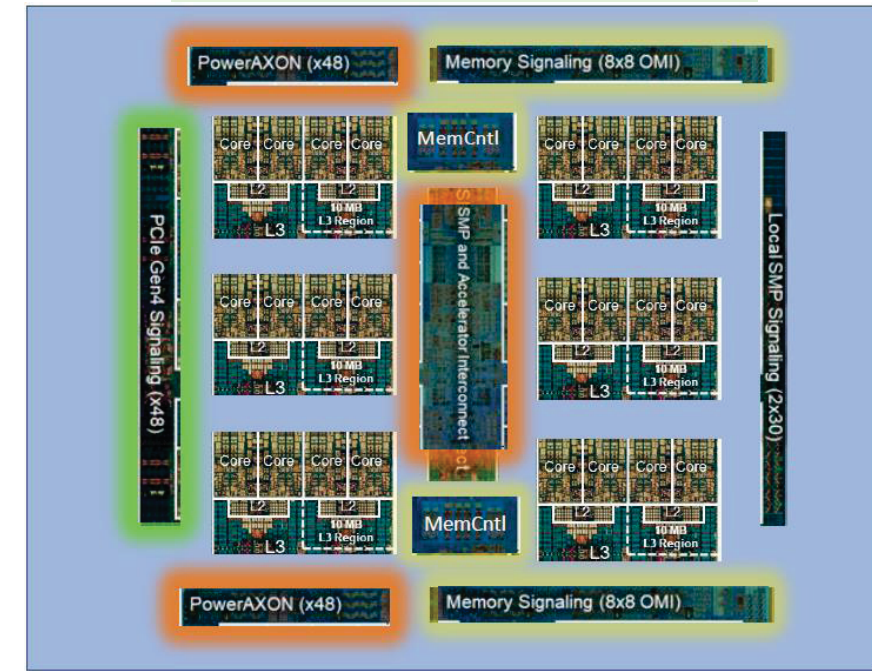 PowerAXON (x48)
Memory Signaling (8x8 OMI)
MemCntl
Core Core Core Core
L2 L2
10 MB
L3 Region
L3
Core Core Core Core
L2 L2
10 MB
L3 Region
L3
PCIe Gen4 Signaling (x48)
SMP and Accelerator Interconnect
Local SMP Signaling (2x30)
Core Core Core Core
L2 L2
10 MB
L3 Region
L3
Core Core Core Core
L2 L2
10 MB
L3 Region
L3
Core Core Core Core
L2 L2
10 MB
L3 Region
L3
Core Core Core Core
L2 L2
10 MB
L3 Region
L3
MemCntl
PowerAXON (x48)
Memory Signaling (8x8 OMI)